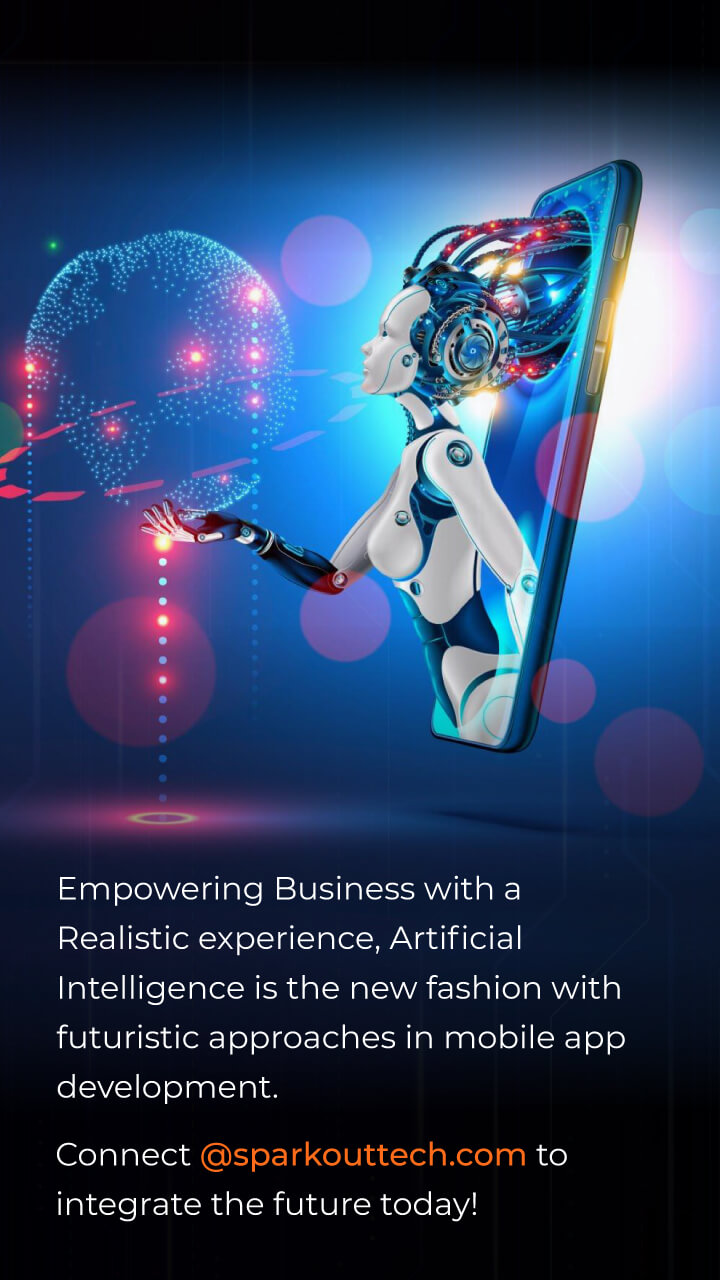 Empowering Business with a
Realistic experience, Artificial
Intelligence is the new fashion with
futuristic approaches in mobile app
development.
Connect @sparkouttech.com to
integrate the future today!